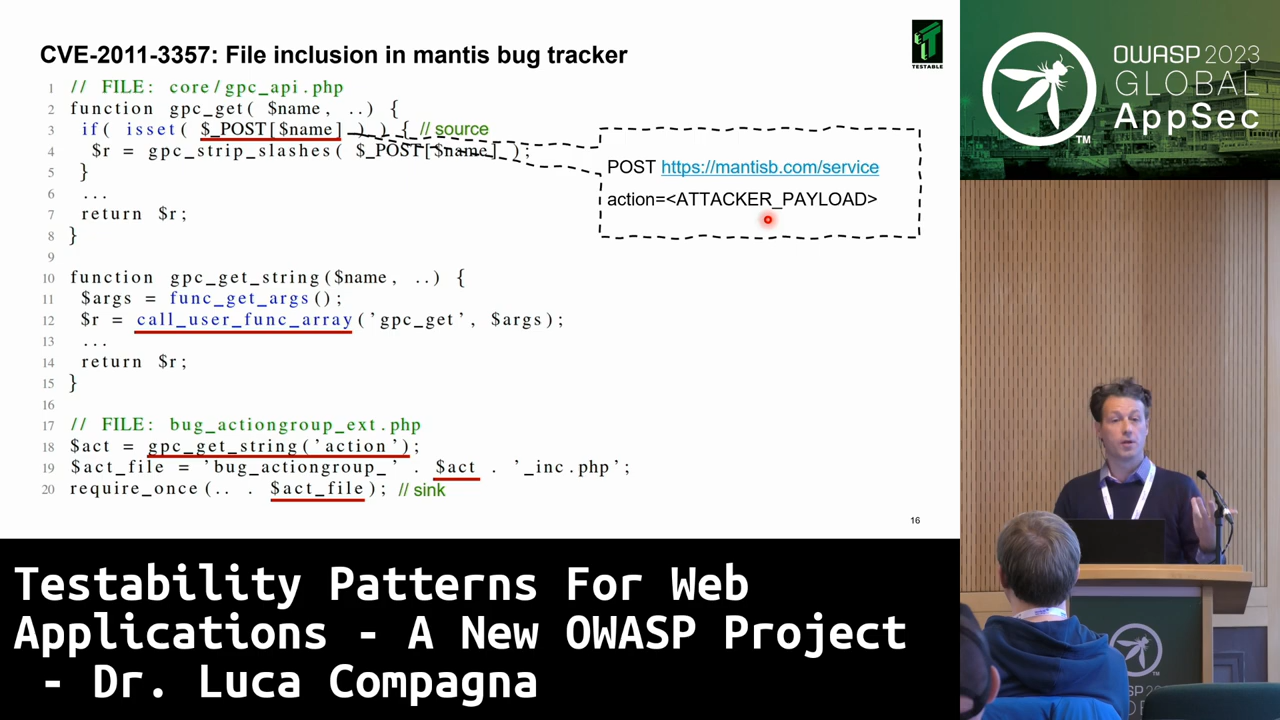 CVE-2011-3357: File inclusion in mantis bug tracker
TESTABLE
1 // FILE: core/gpc_api.php
2 function gpc_get( $name, ..) {
3 if( isset( $_POST[$name] ) ) { // source
4 $r = gpc_strip_slashes( $_POST[$name] );
5 }
6 ...
7 return $r;
8 }
9
10 function gpc_get_string($name, ..) {
11 $args = func_get_args();
12 $r = call_user_func_array('gpc_get', $args);
13 ...
14 return $r;
15 }
16
17 // FILE: bug_actiongroup_ext.php
18 $act = gpc_get_string('action');
19 $act_file = 'bug_actiongroup_' . $act . '_inc.php';
20 require_once(.. . $act_file); // sink
POST https://mantisb.com/service
action=<ATTACKER_PAYLOAD>
16
OWASP 2023
GLOBAL
AppSec
TM
Testability Patterns For Web
Applications - A New OWASP Project
- Dr. Luca Compagna